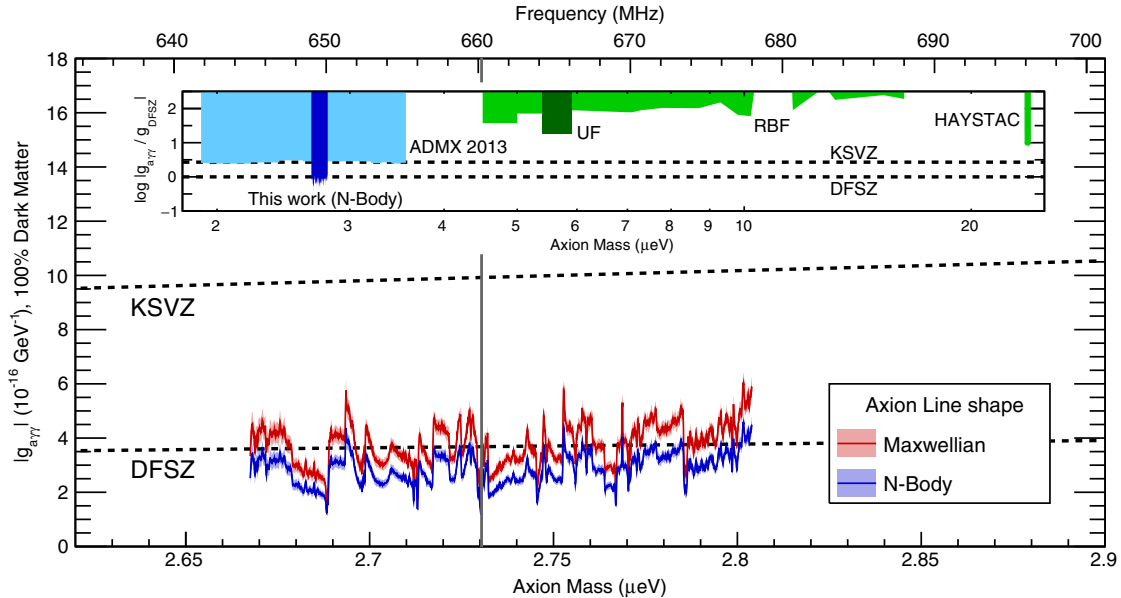 Frequency (MHz)
640 650 660 670 680 690 700
|g_aγγ| (10⁻¹⁶ GeV⁻¹), 100% Dark Matter
18
16
14
12
10
8
6
4
2
0
log |g_aγγ / g_DFSZ|
2
1
0
−1
ADMX 2013
This work (N-Body)
UF
RBF
HAYSTAC
KSVZ
DFSZ
2 3 4 5 6 7 8 9 10 20
Axion Mass (μeV)
KSVZ
DFSZ
Axion Line shape
Maxwellian
N-Body
2.65 2.7 2.75 2.8 2.85 2.9
Axion Mass (μeV)